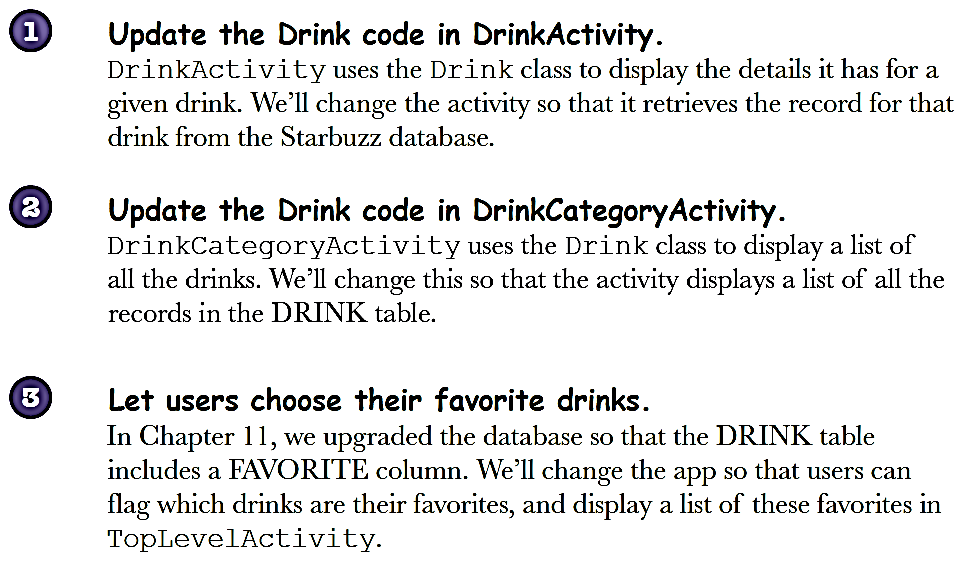 1 Update the Drink code in DrinkActivity.
DrinkActivity uses the Drink class to display the details it has for a
given drink. We'll change the activity so that it retrieves the record for that
drink from the Starbuzz database.
2 Update the Drink code in DrinkCategoryActivity.
DrinkCategoryActivity uses the Drink class to display a list of
all the drinks. We'll change this so that the activity displays a list of all the
records in the DRINK table.
3 Let users choose their favorite drinks.
In Chapter 11, we upgraded the database so that the DRINK table
includes a FAVORITE column. We'll change the app so that users can
flag which drinks are their favorites, and display a list of these favorites in
TopLevelActivity.